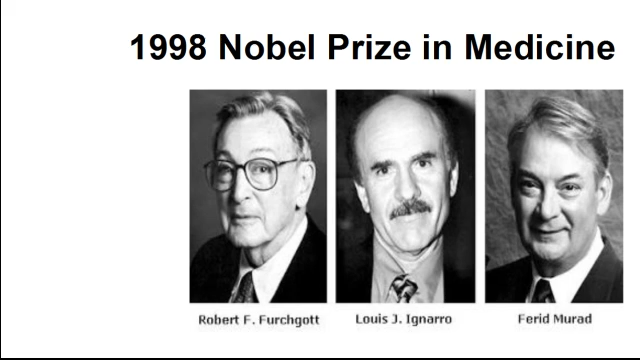 1998 Nobel Prize in Medicine
Robert F. Furchgott
Louis J. Ignarro
Ferid Murad